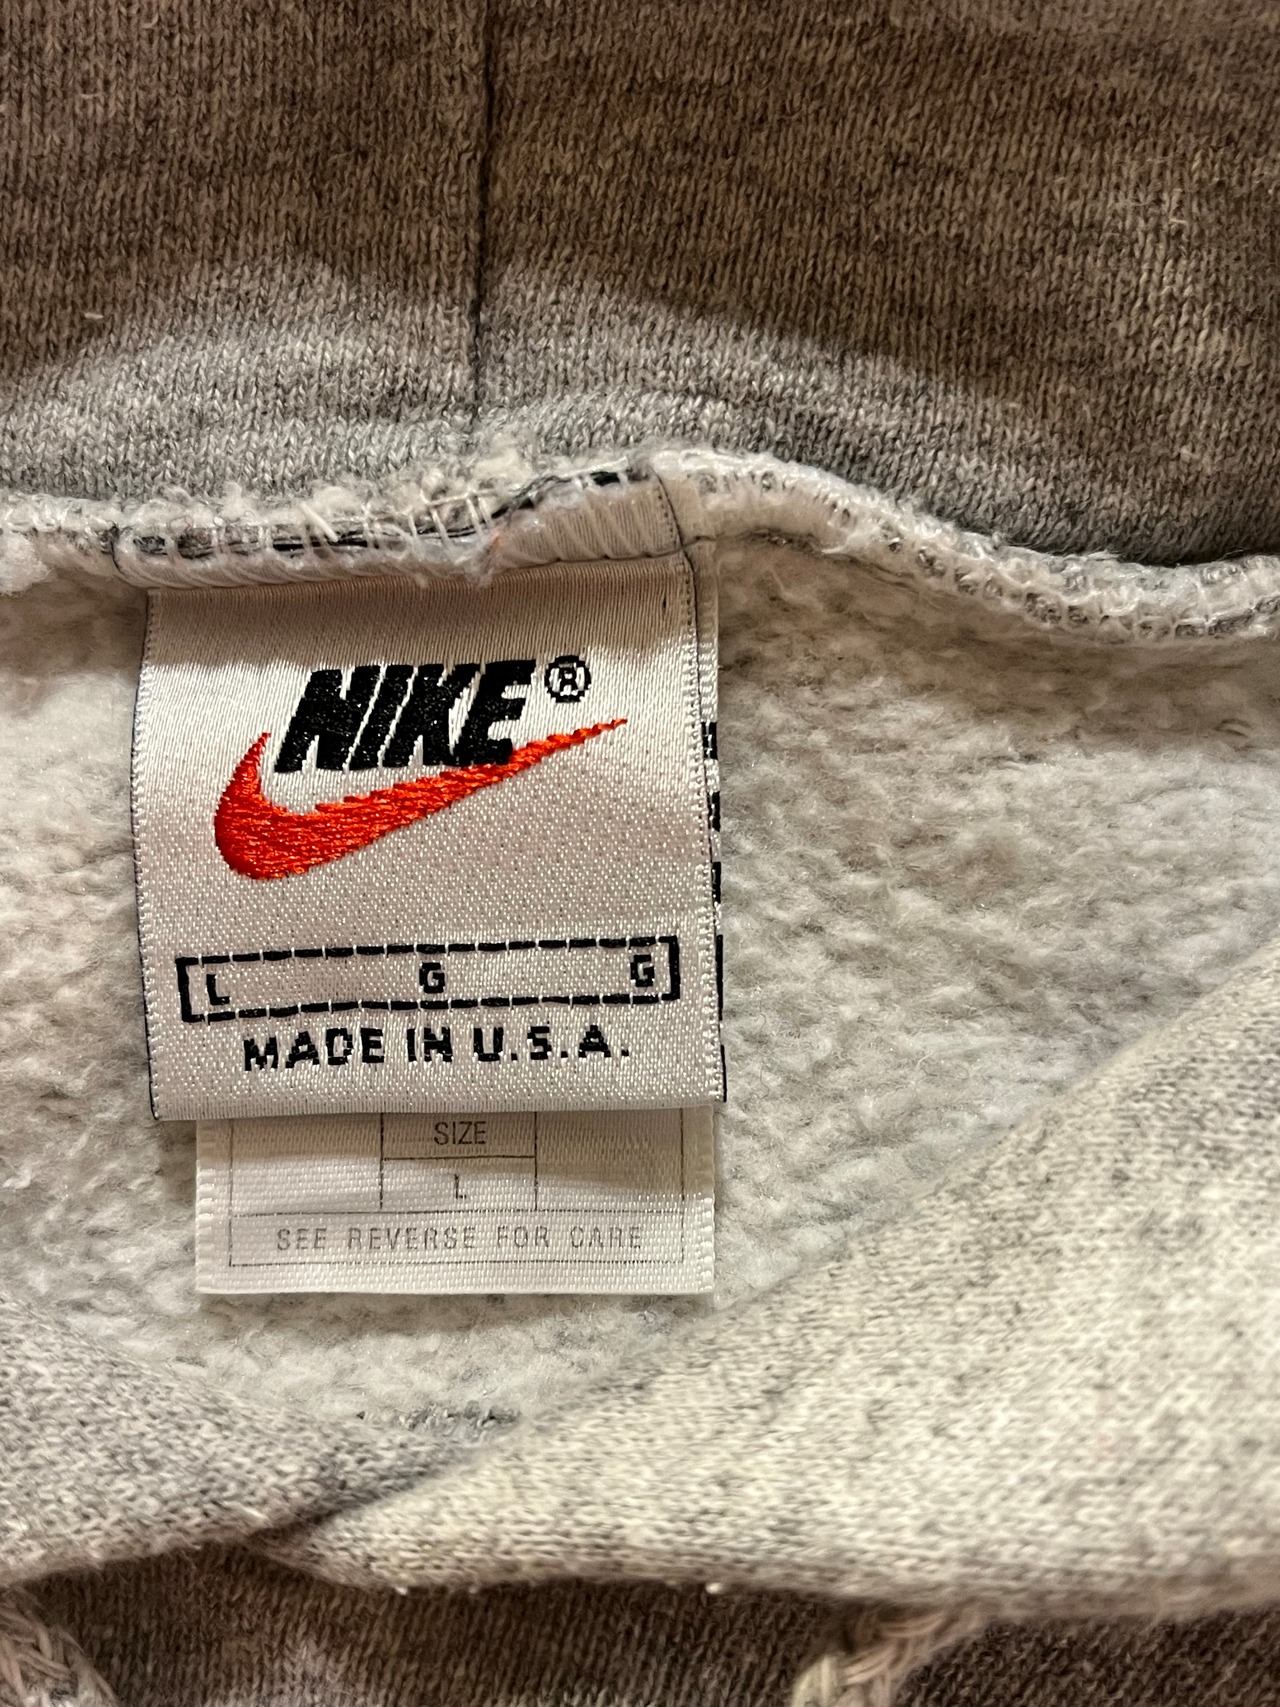 NIKE®
L G G
MADE IN U.S.A.
SIZE
L
SEE REVERSE FOR CARE